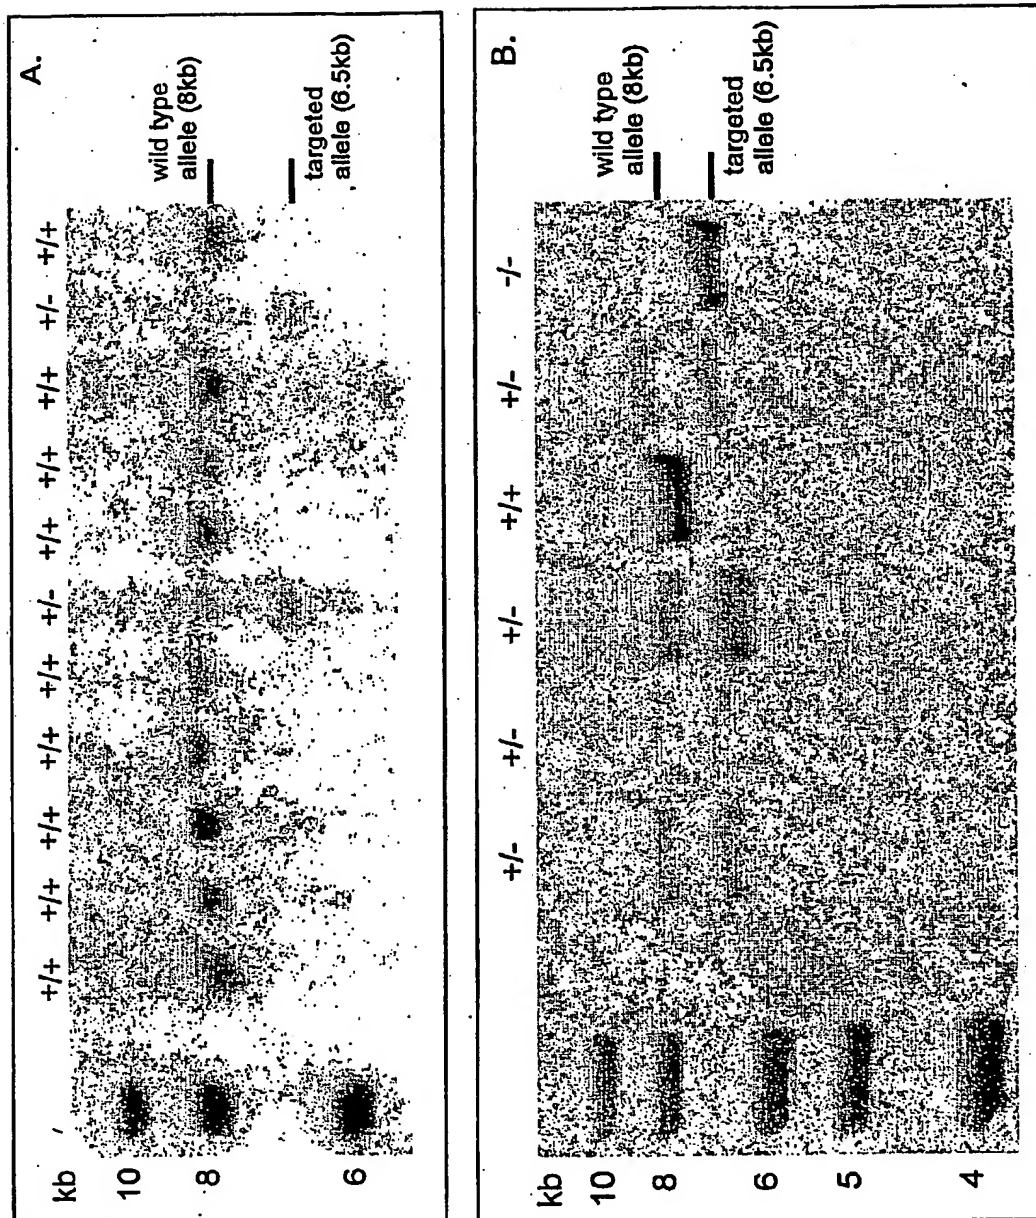 A.
wild type
allele (8kb)
targeted
allele (6.5kb)
+/+ +/+ +/+ +/+ +/+ +/- +/+ +/+ +/+ +/- +/+
kb
10
8
6
B.
wild type
allele (8kb)
targeted
allele (6.5kb)
+/- +/- +/- +/+ +/- -/-
kb
10
8
6
5
4